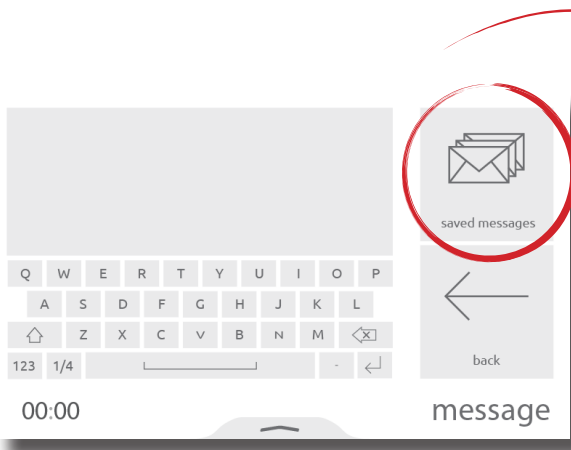 saved messages
Q W E R T Y U I O P
A S D F G H J K L
Z X C V B N M
123 1/4 -
back
00:00
message